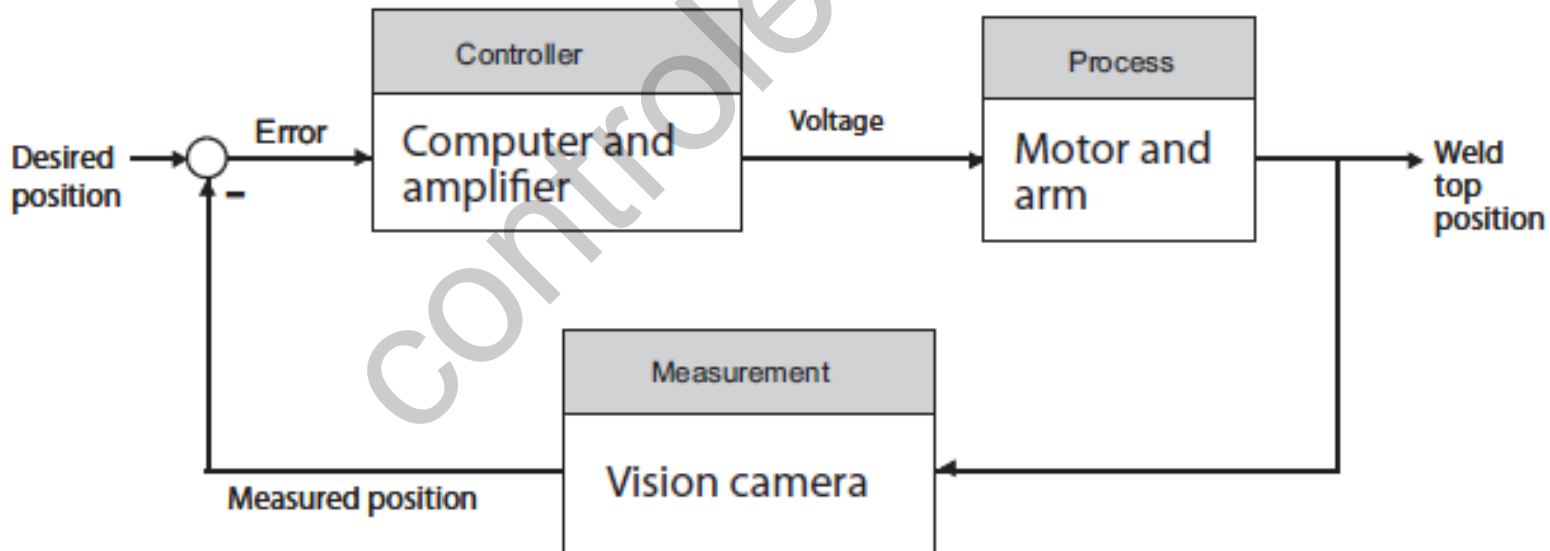 Controller
Process
Computer and
amplifier
Voltage
Motor and
arm
Error
Desired
position
-
Weld
top
position
Measurement
Vision camera
Measured position
controle